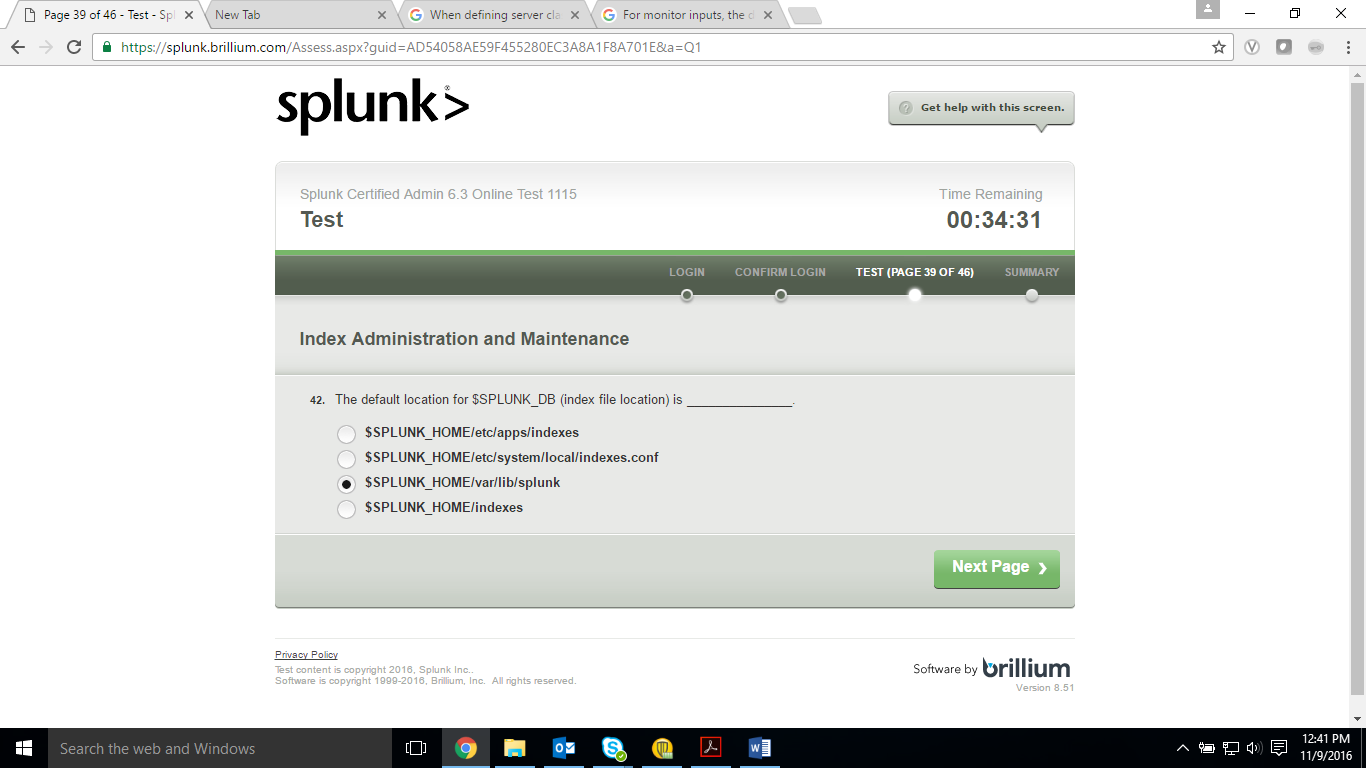 Page 39 of 46 - Test - Spl
New Tab
When defining server cla
For monitor inputs, the d
https://splunk.brillium.com/Assess.aspx?guid=AD54058AE59F455280EC3A8A1F8A701E&a=Q1
splunk>
Get help with this screen.
Splunk Certified Admin 6.3 Online Test 1115
Time Remaining
Test
00:34:31
LOGIN
CONFIRM LOGIN
TEST (PAGE 39 OF 46)
SUMMARY
Index Administration and Maintenance
42. The default location for $SPLUNK_DB (index file location) is _______________.
$SPLUNK_HOME/etc/apps/indexes
$SPLUNK_HOME/etc/system/local/indexes.conf
$SPLUNK_HOME/var/lib/splunk
$SPLUNK_HOME/indexes
Next Page
Privacy Policy
Test content is copyright 2016, Splunk Inc..
Software is copyright 1999-2016, Brillium, Inc. All rights reserved.
Software by brillium
Version 8.51
Search the web and Windows
12:41 PM
11/9/2016